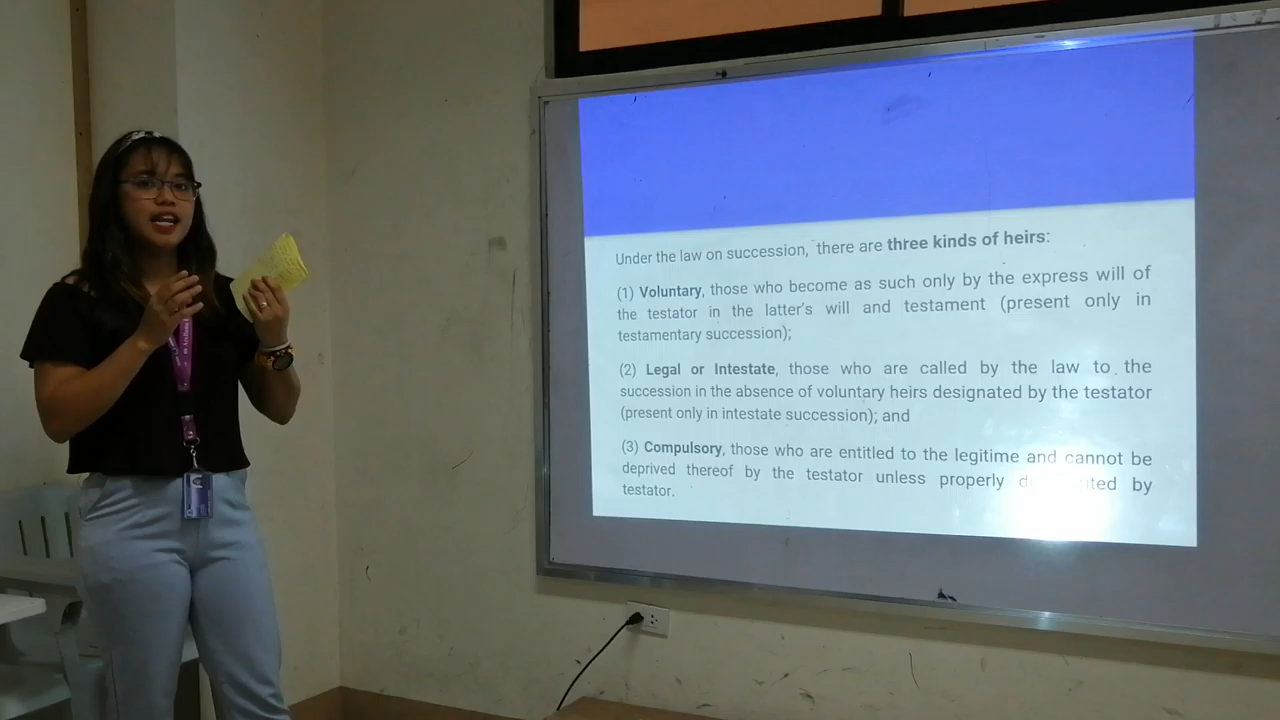 Under the law on succession, there are three kinds of heirs:
(1) Voluntary, those who become as such only by the express will of
the testator in the latter's will and testament (present only in
testamentary succession);
(2) Legal or Intestate, those who are called by the law to the
succession in the absence of voluntary heirs designated by the testator
(present only in intestate succession); and
(3) Compulsory, those who are entitled to the legitime and cannot be
deprived thereof by the testator unless properly by
testator.